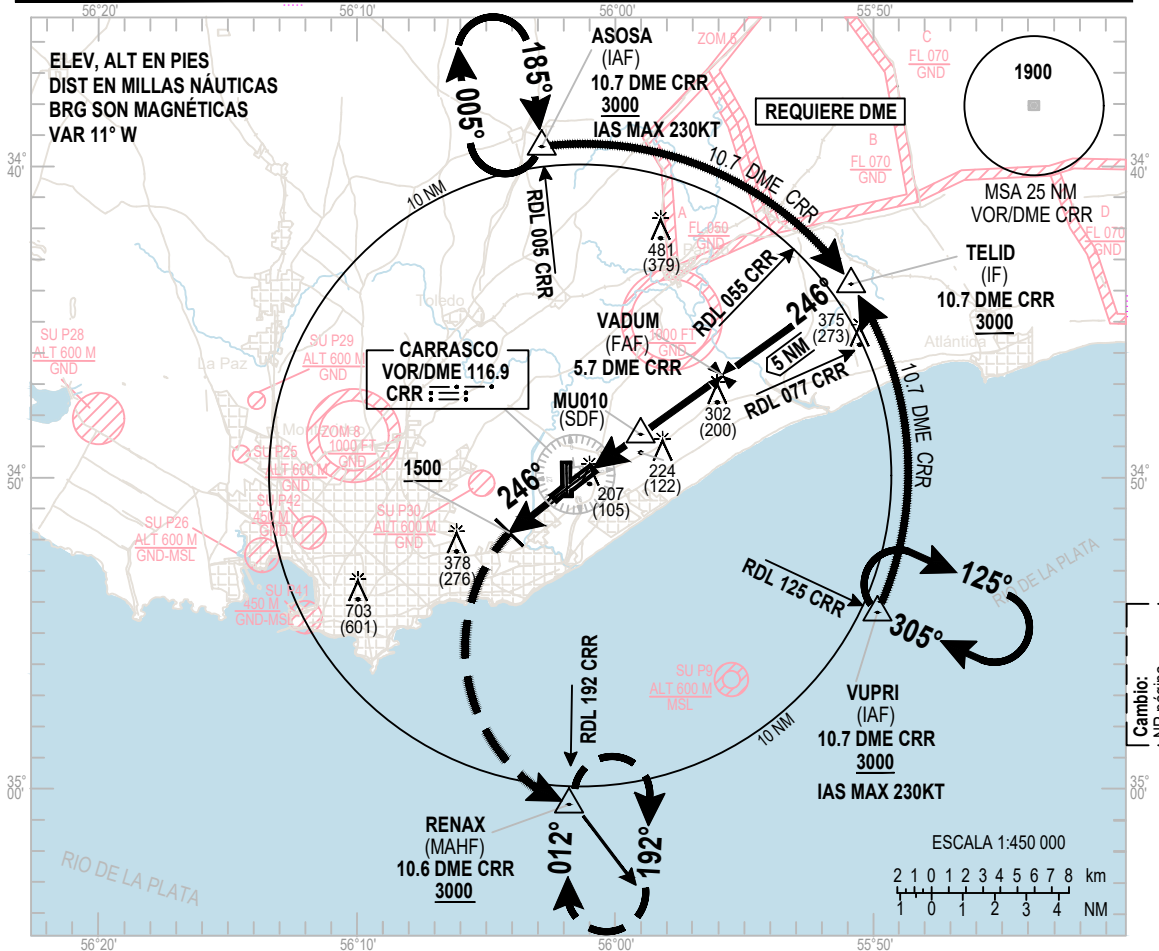 56°20'
56°10'
56°00'
55°50'
ELEV, ALT EN PIES
DIST EN MILLAS NÁUTICAS
BRG SON MAGNÉTICAS
VAR 11° W
185°
005°
ASOSA
(IAF)
10.7 DME CRR
3000
IAS MAX 230KT
ZOM 8
C
FL 070
GND
REQUIERE DME
B
FL 070
GND
1900
MSA 25 NM
VOR/DME CRR
D
FL 070
GND
34°
40'
34°
40'
10 NM
RDL 005 CRR
10.7 DME CRR
A
FL 050
GND
481
(379)
TELID
(IF)
10.7 DME CRR
3000
RDL 055 CRR
246°
Toledo
VADUM
(FAF)
5.7 DME CRR
1000 FT
GND
375
(273)
Atlántida
5 NM
RDL 077 CRR
10.7 DME CRR
SU P28
ALT 600 M
GND
SU P29
ALT 600 M
GND
La Paz
CARRASCO
VOR/DME 116.9
CRR
MU010
(SDF)
302
(200)
ZOM 8
1000 FT
GND
SU P25
ALT 600 M
GND
1500
246°
224
(122)
207
(105)
34°
50'
34°
50'
SU P42
450 M
GND
SU P30
ALT 600 M
GND
SU P26
ALT 600 M
GND-MSL
378
(276)
SU P41
450 M
GND-MSL
703
(601)
RDL 125 CRR
125°
305°
RIO DE LA PLATA
RDL 192 CRR
SU P9
ALT 600 M
MSL
10 NM
VUPRI
(IAF)
10.7 DME CRR
3000
IAS MAX 230KT
Cambio:
35°
00'
35°
00'
RENAX
(MAHF)
10.6 DME CRR
3000
012°
192°
RIO DE LA PLATA
ESCALA 1:450 000
2 1 0 1 2 3 4 5 6 7 8 km
1 0 1 2 3 4 NM
56°20'
56°10'
56°00'
55°50'